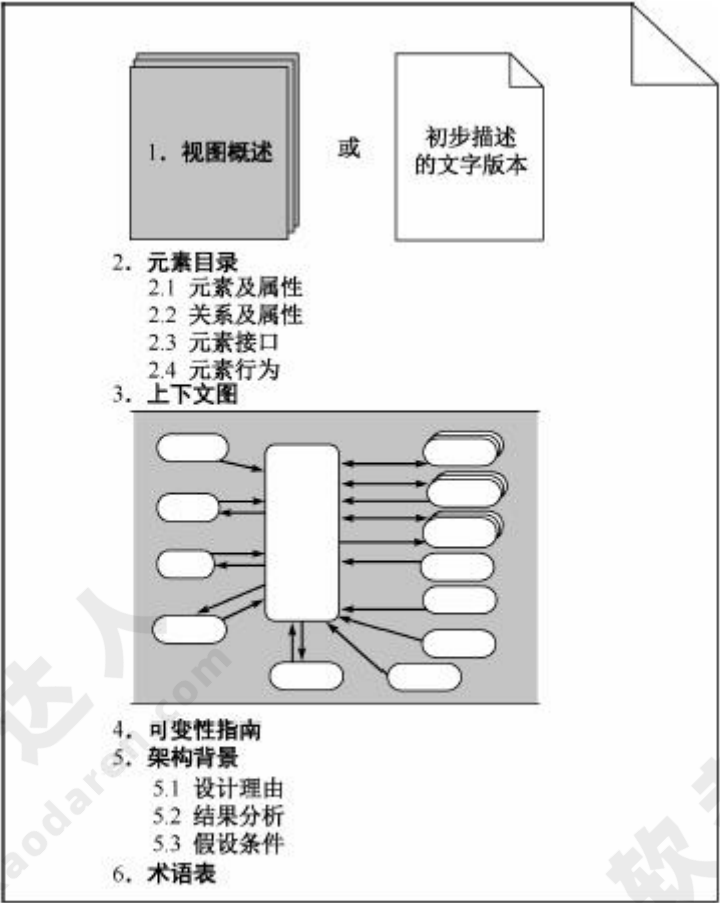 1. 视图概述
或
初步描述
的文字版本
2. 元素目录
2.1 元素及属性
2.2 关系及属性
2.3 元素接口
2.4 元素行为
3. 上下文图
4. 可变性指南
5. 架构背景
5.1 设计理由
5.2 结果分析
5.3 假设条件
6. 术语表